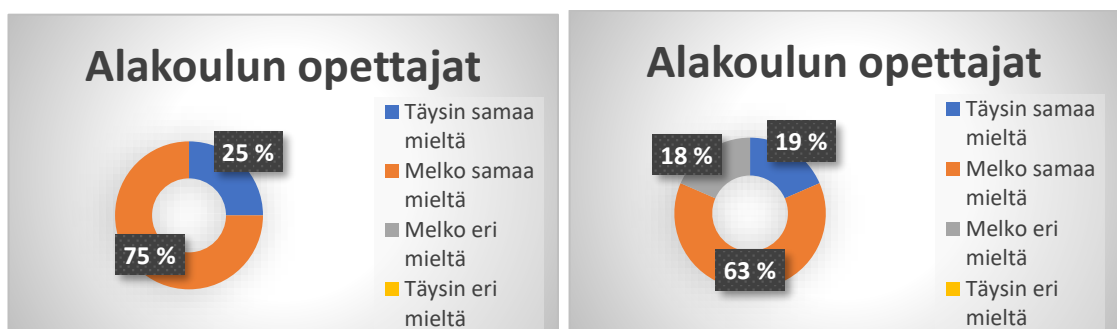 Alakoulun opettajat
25 %
75 %
Täysin samaa
mieltä
Melko samaa
mieltä
Melko eri
mieltä
Täysin eri
mieltä
Alakoulun opettajat
18 %
19 %
63 %
Täysin samaa
mieltä
Melko samaa
mieltä
Melko eri
mieltä
Täysin eri
mieltä